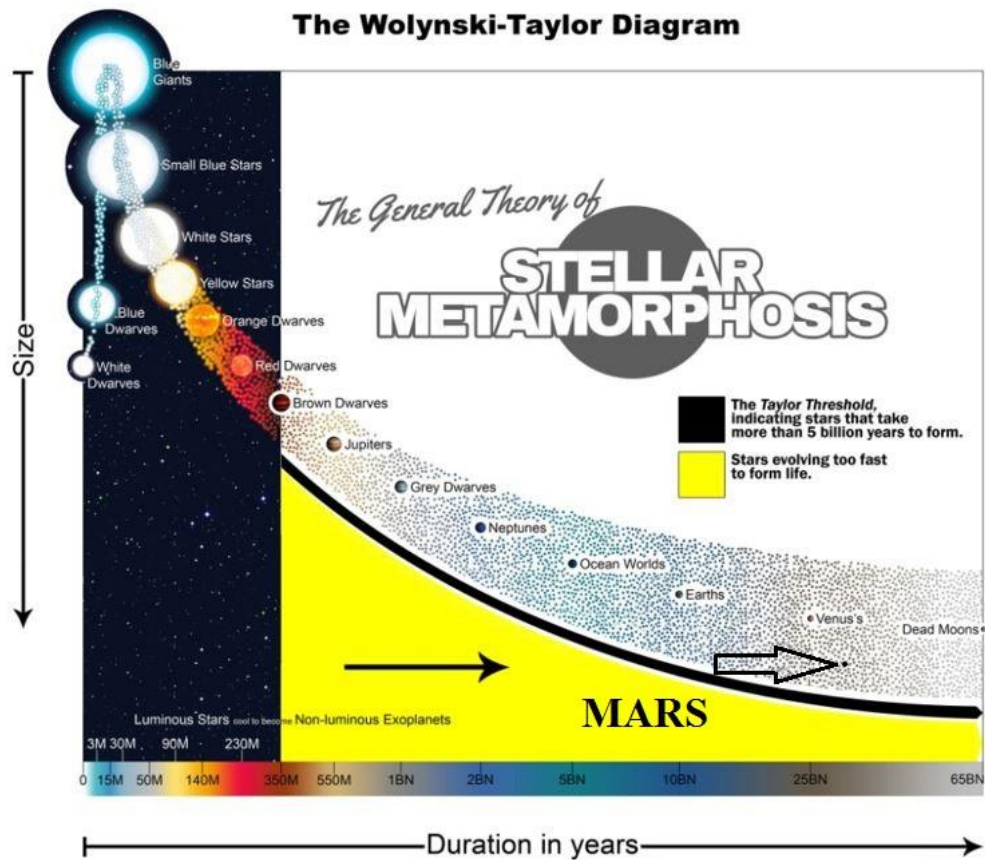 The Wolynski-Taylor Diagram
Blue
Giants
Small Blue Stars
White Stars
Yellow Stars
Blue
Dwarves
Orange Dwarves
White
Dwarves
Red Dwarves
Brown Dwarves
Jupiters
Grey Dwarves
Neptunes
Ocean Worlds
Earths
Venus's
Dead Moons
Size
The General Theory of
STELLAR
METAMORPHOSIS
The Taylor Threshold,
indicating stars that take
more than 5 billion years to form.
Stars evolving too fast
to form life.
MARS
Luminous Stars cool to become Non-luminous Exoplanets
3M 30M 90M 230M
0 15M 50M 140M 350M 550M 1BN 2BN 5BN 10BN 25BN 65BN
Duration in years